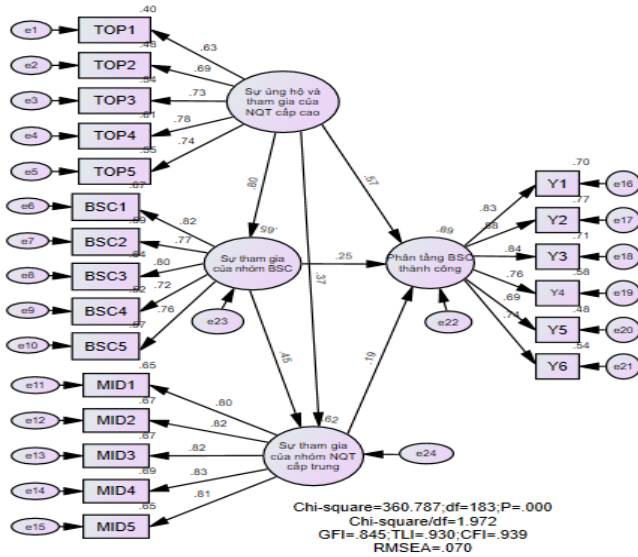 .40
e1
TOP1
.48
.63
e2
TOP2
.69
.54
e3
TOP3
.73
.61
e4
TOP4
.78
.55
e5
TOP5
.74
Sự ủng hộ và
tham gia của
NQT cấp cao
.80
.37
.57
.67
e6
BSC1
.82
.59
e7
BSC2
.77
.64
e8
BSC3
.80
.52
e9
BSC4
.72
.57
e10
BSC5
.76
.65
Sự tham gia
của nhóm BSC
e23
.25
.45
.89
Phân tầng BSC
thành công
e22
.19
.70
Y1
e16
.83
.77
Y2
e17
.88
.71
Y3
e18
.84
.58
Y4
e19
.76
.48
Y5
e20
.69
.54
Y6
e21
.74
.65
e11
MID1
.80
.67
e12
MID2
.82
.67
e13
MID3
.82
.69
e14
MID4
.83
.65
e15
MID5
.81
.62
Sự tham gia
của nhóm NQT
cấp trung
e24
Chi-square=360.787;df=183;P=.000
Chi-square/df=1.972
GFI=.845;TLI=.930;CFI=.939
RMSEA=.070